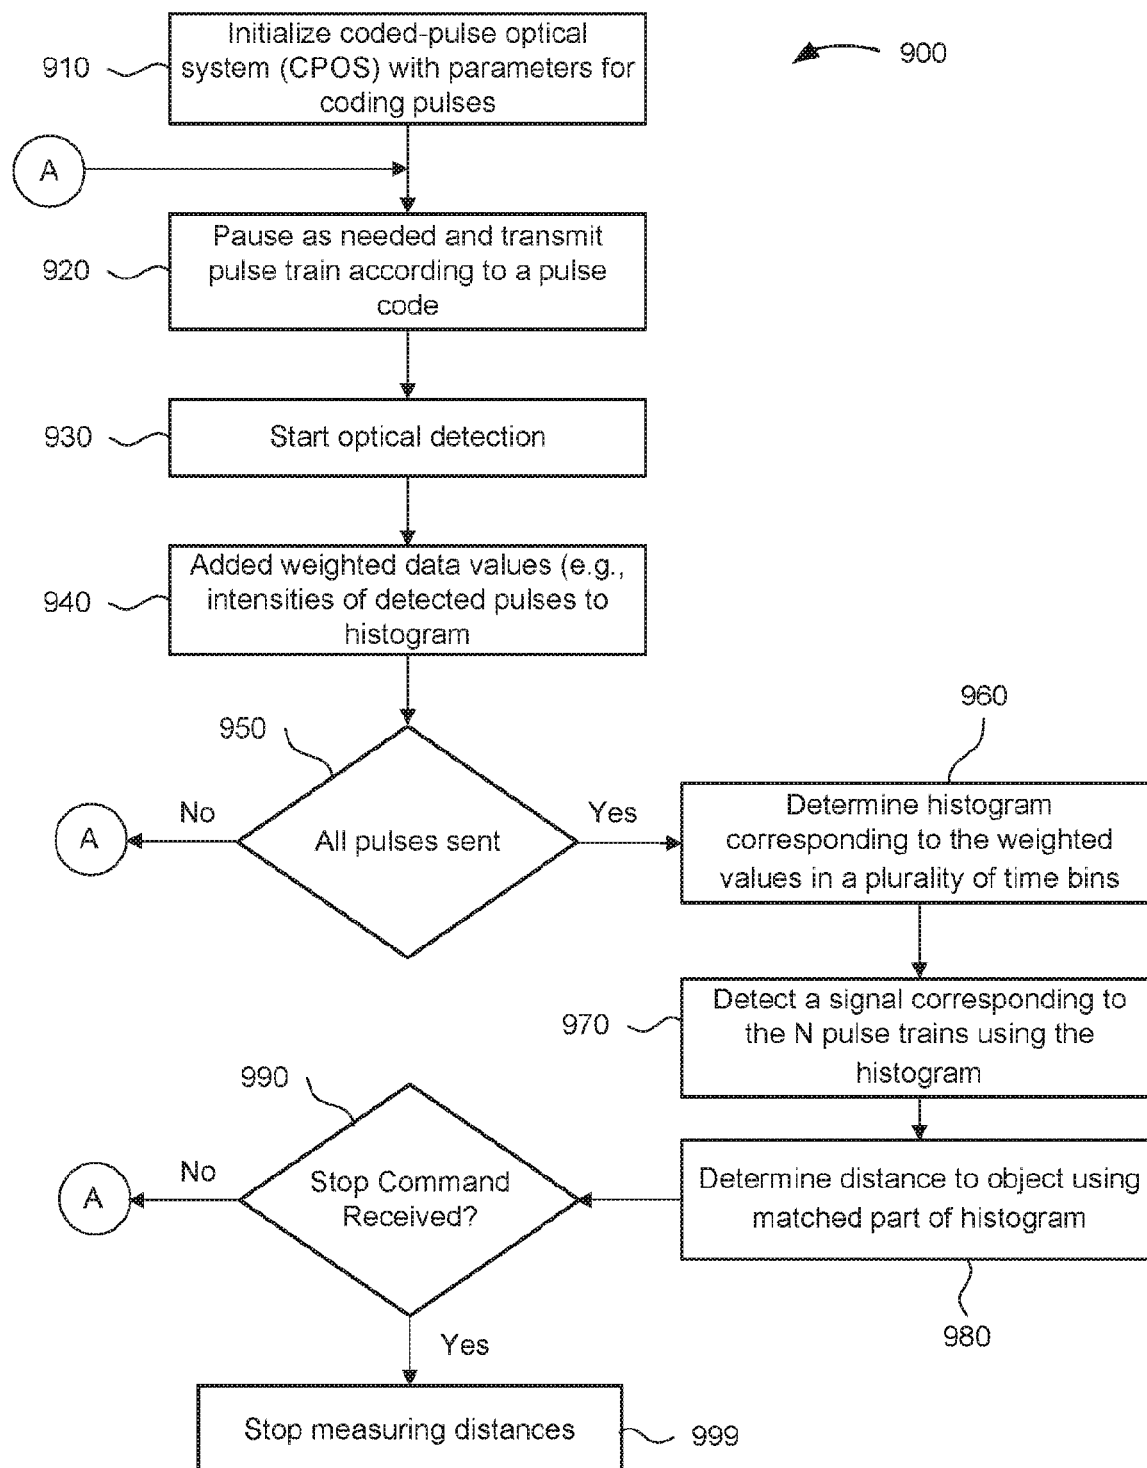 Initialize coded-pulse optical
system (CPOS) with parameters for
coding pulses
910
900
A
Pause as needed and transmit
pulse train according to a pulse
code
920
Start optical detection
930
Added weighted data values (e.g.,
intensities of detected pulses to
histogram
940
950
All pulses sent
No
A
Yes
960
Determine histogram
corresponding to the weighted
values in a plurality of time bins
Detect a signal corresponding to
the N pulse trains using the
histogram
970
Determine distance to object using
matched part of histogram
980
990
Stop Command
Received?
No
A
Yes
Stop measuring distances
999